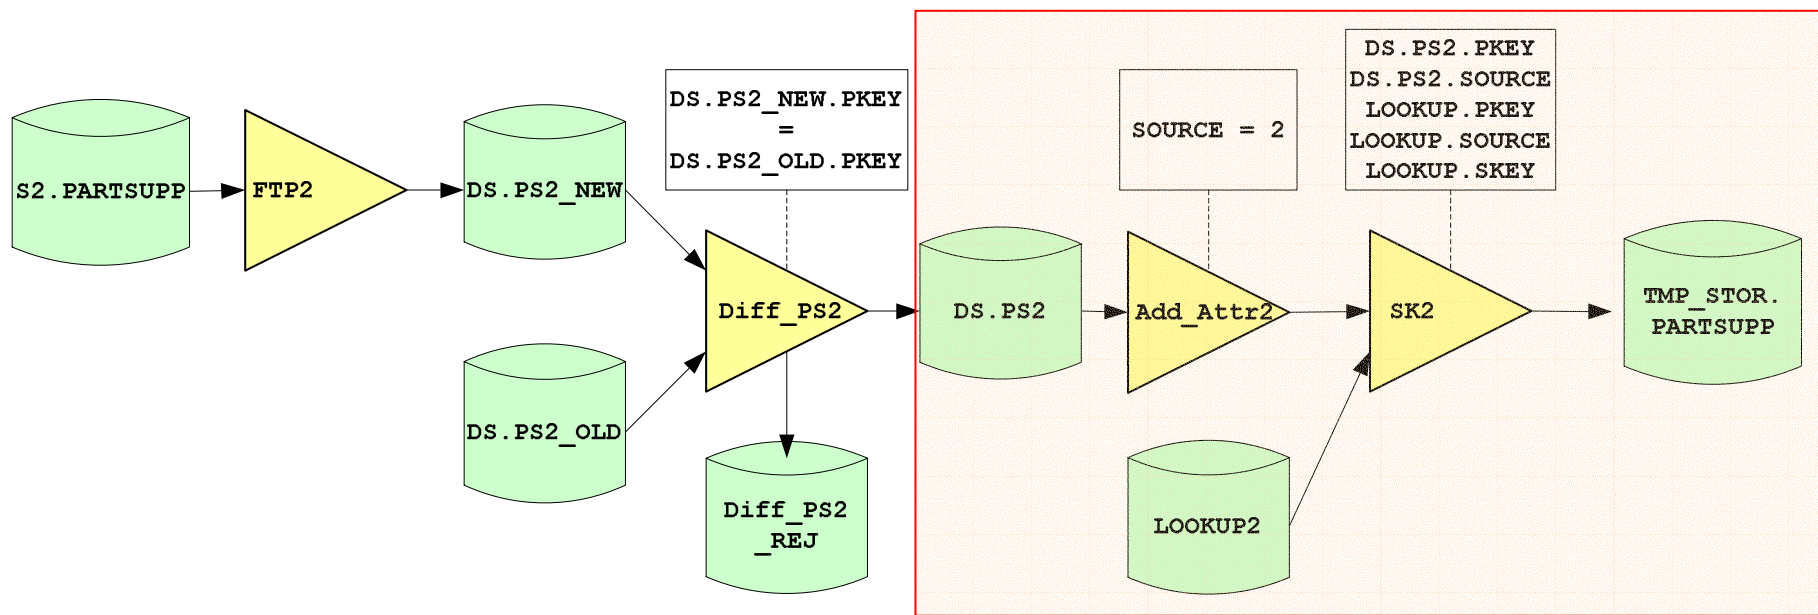 S2.PARTSUPP
FTP2
DS.PS2_NEW
DS.PS2_OLD
DS.PS2_NEW.PKEY
=
DS.PS2_OLD.PKEY
Diff_PS2
Diff_PS2
_REJ
DS.PS2
SOURCE = 2
Add_Attr2
LOOKUP2
DS.PS2.PKEY
DS.PS2.SOURCE
LOOKUP.PKEY
LOOKUP.SOURCE
LOOKUP.SKEY
SK2
TMP_STOR.
PARTSUPP